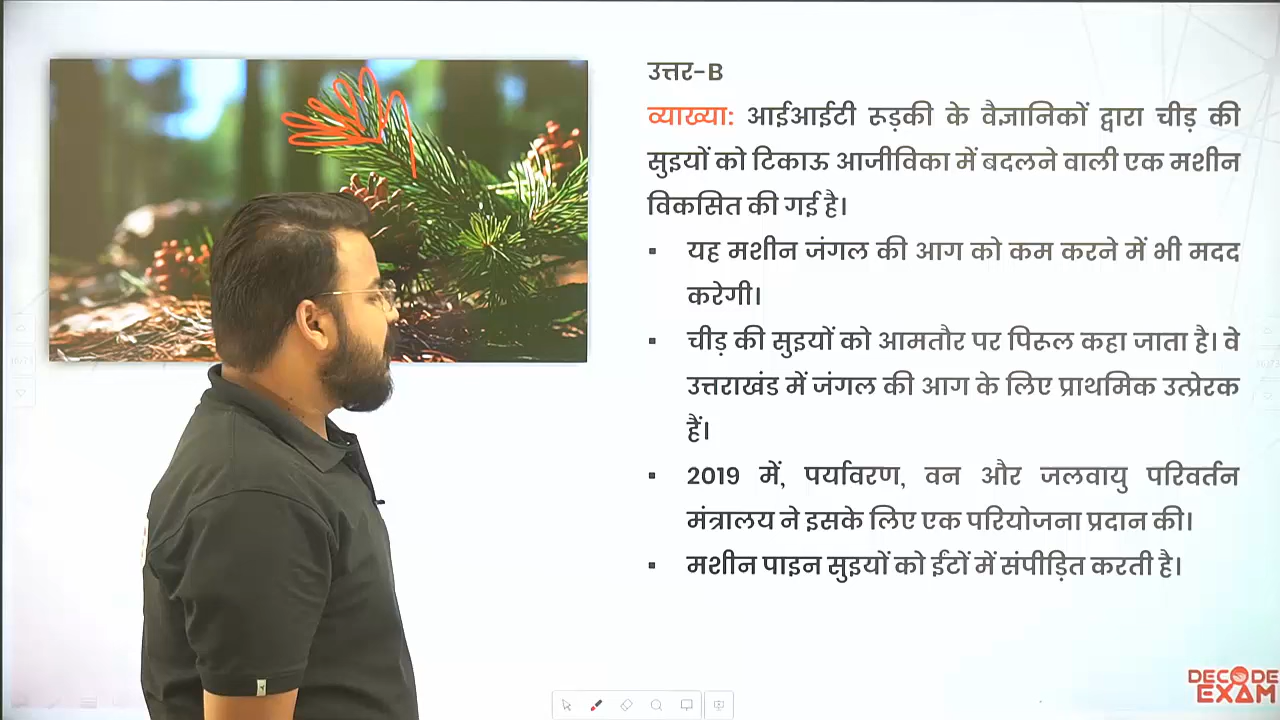 उत्तर-B
व्याख्या: आईआईटी रूड़की के वैज्ञानिकों द्वारा चीड़ की
सुइयों को टिकाऊ आजीविका में बदलने वाली एक मशीन
विकसित की गई है।
▪ यह मशीन जंगल की आग को कम करने में भी मदद
करेगी।
▪ चीड़ की सुइयों को आमतौर पर पिरूल कहा जाता है। वे
उत्तराखंड में जंगल की आग के लिए प्राथमिक उत्प्रेरक
हैं।
▪ 2019 में, पर्यावरण, वन और जलवायु परिवर्तन
मंत्रालय ने इसके लिए एक परियोजना प्रदान की।
▪ मशीन पाइन सुइयों को ईंटों में संपीड़ित करती है।
DECODE
EXAM